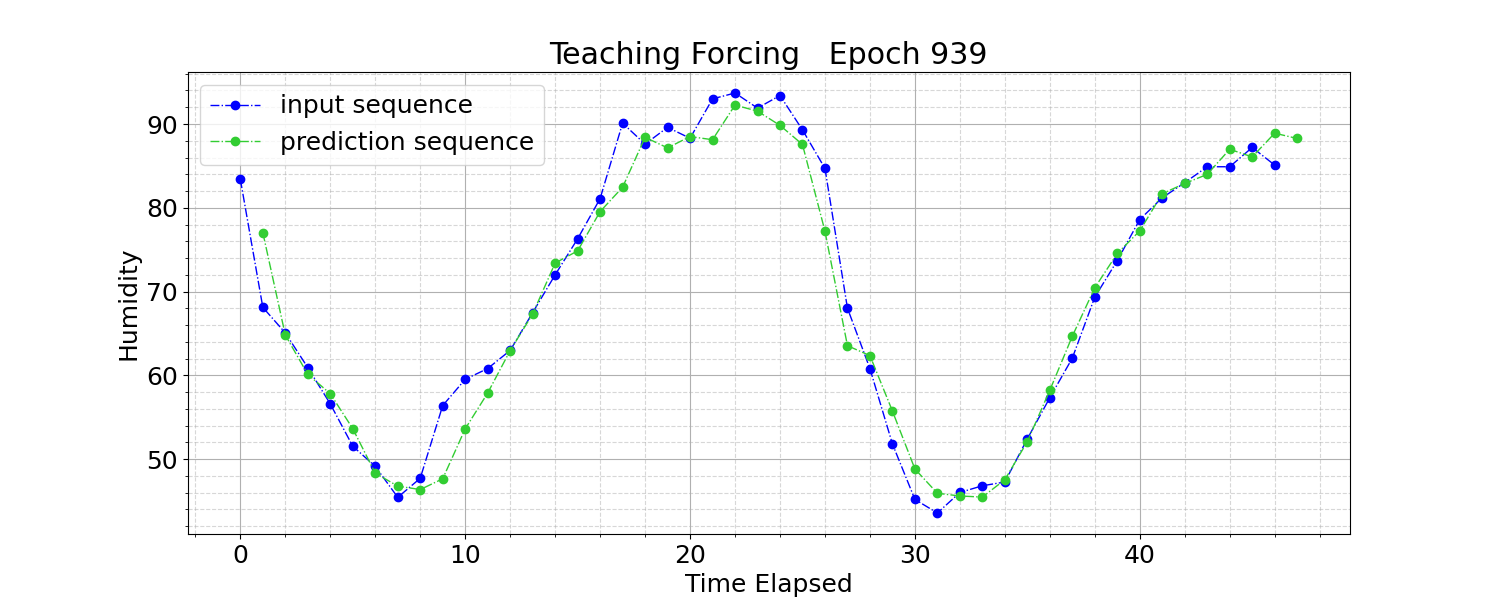 Teaching Forcing   Epoch 939
input sequence
prediction sequence
Humidity
90
80
70
60
50
0 10 20 30 40
Time Elapsed